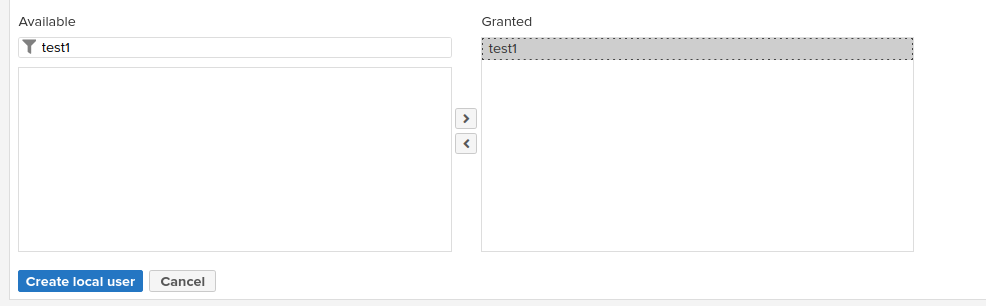 Available
Granted
test1
test1
Create local user
Cancel